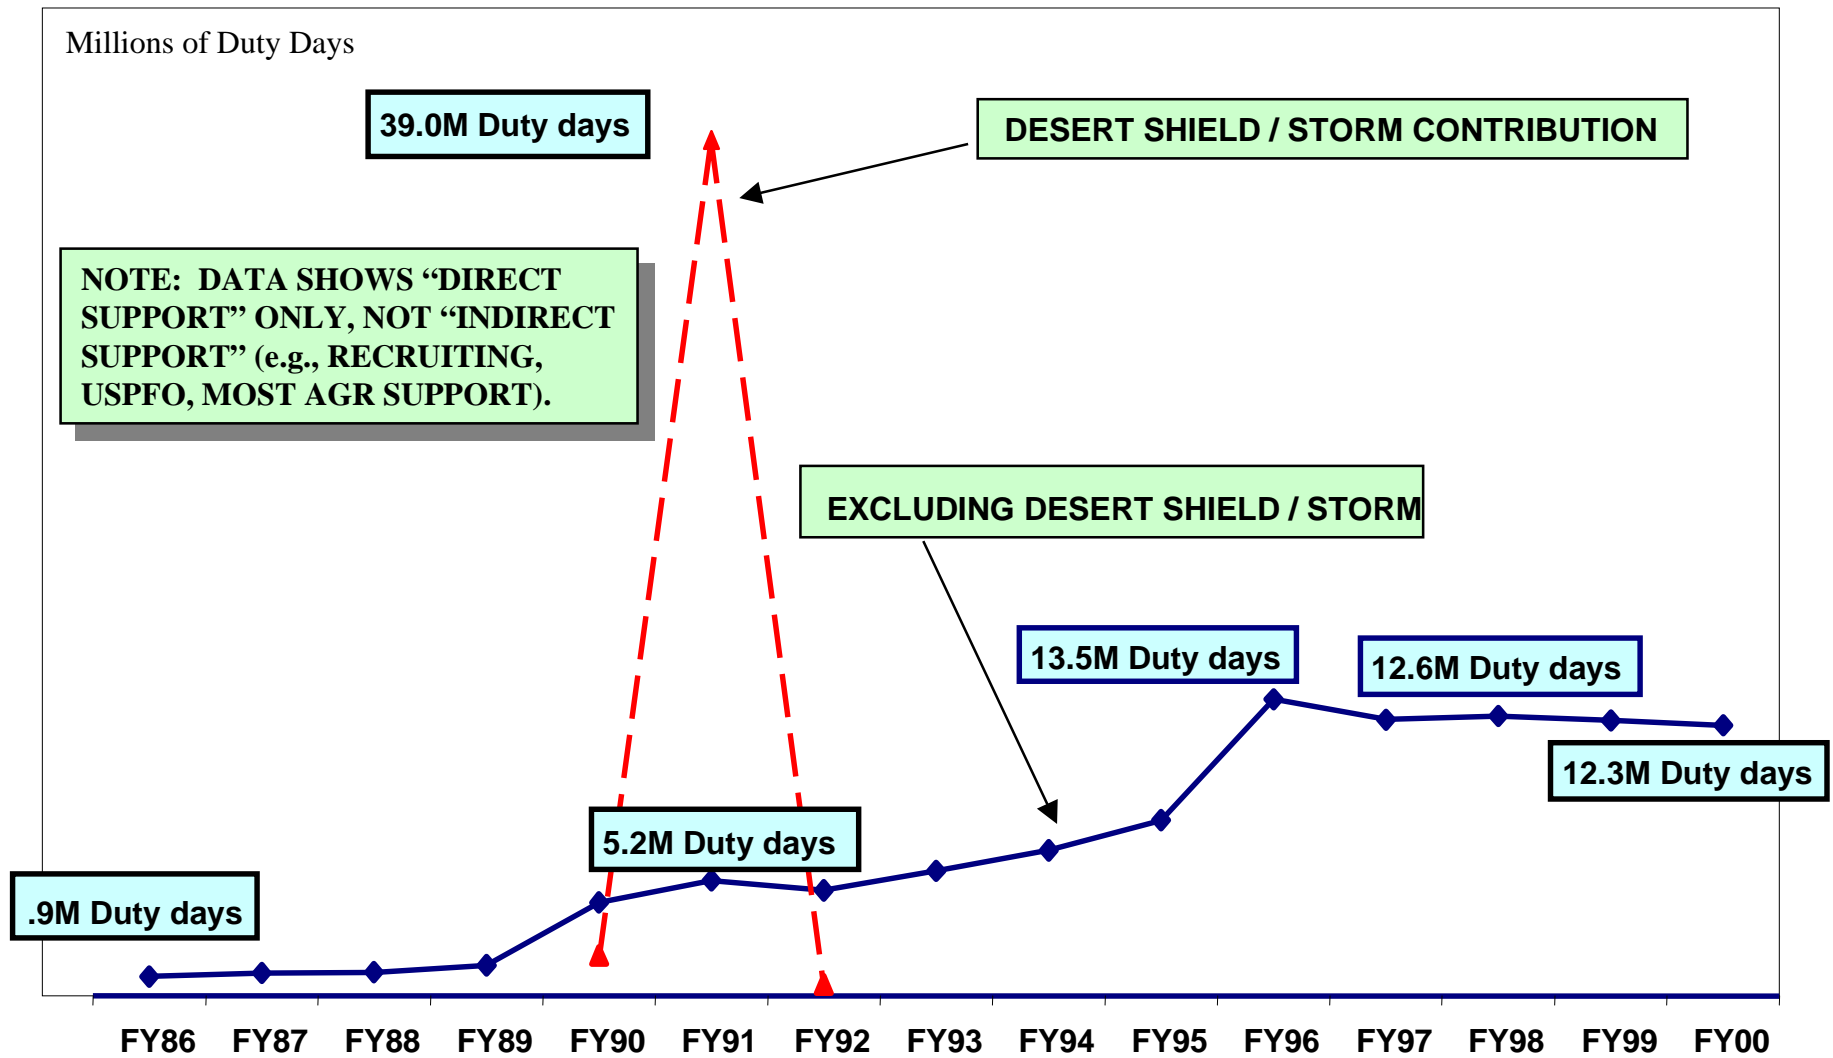 Millions of Duty Days
39.0M Duty days
DESERT SHIELD / STORM CONTRIBUTION
NOTE:  DATA SHOWS “DIRECT
SUPPORT” ONLY, NOT “INDIRECT
SUPPORT” (e.g., RECRUITING,
USPFO, MOST AGR SUPPORT).
EXCLUDING DESERT SHIELD / STORM
13.5M Duty days
12.6M Duty days
12.3M Duty days
5.2M Duty days
.9M Duty days
FY86 FY87 FY88 FY89 FY90 FY91 FY92 FY93 FY94 FY95 FY96 FY97 FY98 FY99 FY00